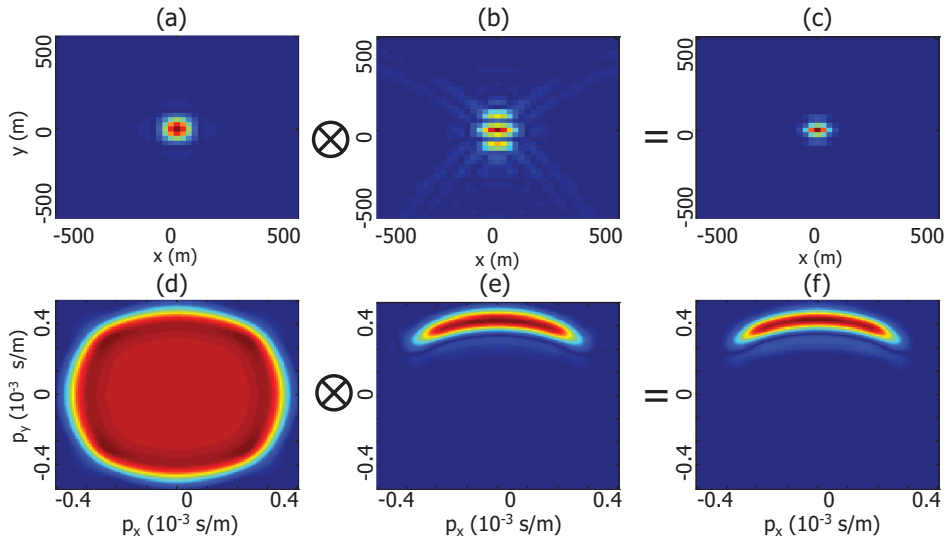 (a) (b) (c)
500 500 500
y (m) 0 0 0
-500 -500 -500
-500 0 500 -500 0 500 -500 0 500
x (m) x (m) x (m)
(d) (e) (f)
0.4 0.4 0.4
p_y (10⁻³ s/m) 0 ⊗ 0 = 0
-0.4 -0.4 -0.4
-0.4 0 0.4 -0.4 0 0.4 -0.4 0 0.4
p_x (10⁻³ s/m) p_x (10⁻³ s/m) p_x (10⁻³ s/m)